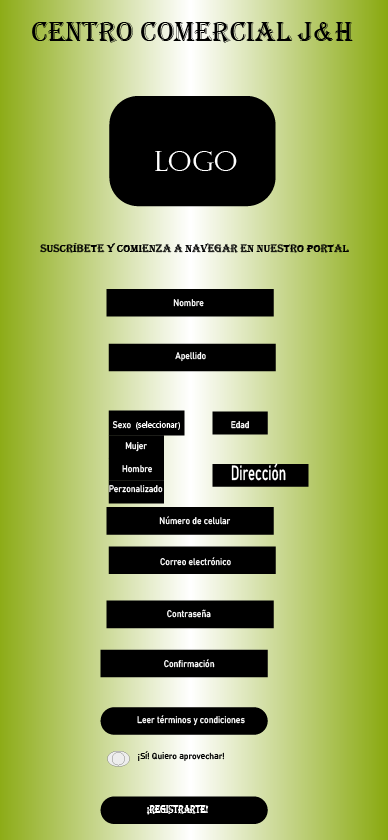 CENTRO COMERCIAL J&H
LOGO
SUSCRÍBETE Y COMIENZA A NAVEGAR EN NUESTRO PORTAL
Nombre
Apellido
Sexo (seleccionar)
Edad
Mujer
Hombre
Dirección
Perzonalizado
Número de celular
Correo electrónico
Contraseña
Confirmación
Leer términos y condiciones
¡Sí! Quiero aprovechar!
¡REGISTRARTE!